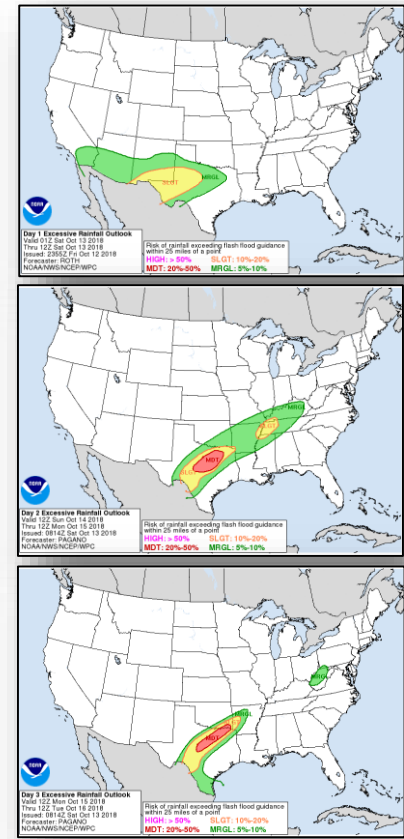 SLGT
MRGL
noaa
Day 1 Excessive Rainfall Outlook
Valid 01Z Sat Oct 13 2018
Thru 12Z Sat Oct 13 2018
Issued: 2355Z Fri Oct 12 2018
Forecaster: ROTH
NOAA/NWS/NCEP/WPC
Risk of rainfall exceeding flash flood guidance
within 25 miles of a point
HIGH: > 50% SLGT: 10%-20%
MDT: 20%-50% MRGL: 5%-10%
MRGL
SLGT
MDT
SLGT
noaa
Day 2 Excessive Rainfall Outlook
Valid 12Z Sun Oct 14 2018
Thru 12Z Mon Oct 15 2018
Issued: 0814Z Sat Oct 13 2018
Forecaster: PAGANO
NOAA/NWS/NCEP/WPC
Risk of rainfall exceeding flash flood guidance
within 25 miles of a point
HIGH: > 50% SLGT: 10%-20%
MDT: 20%-50% MRGL: 5%-10%
MRGL
MRGL
SLGT
MDT
noaa
Day 3 Excessive Rainfall Outlook
Valid 12Z Mon Oct 15 2018
Thru 12Z Tue Oct 16 2018
Issued: 0814Z Sat Oct 13 2018
Forecaster: PAGANO
NOAA/NWS/NCEP/WPC
Risk of rainfall exceeding flash flood guidance
within 25 miles of a point
HIGH: > 50% SLGT: 10%-20%
MDT: 20%-50% MRGL: 5%-10%